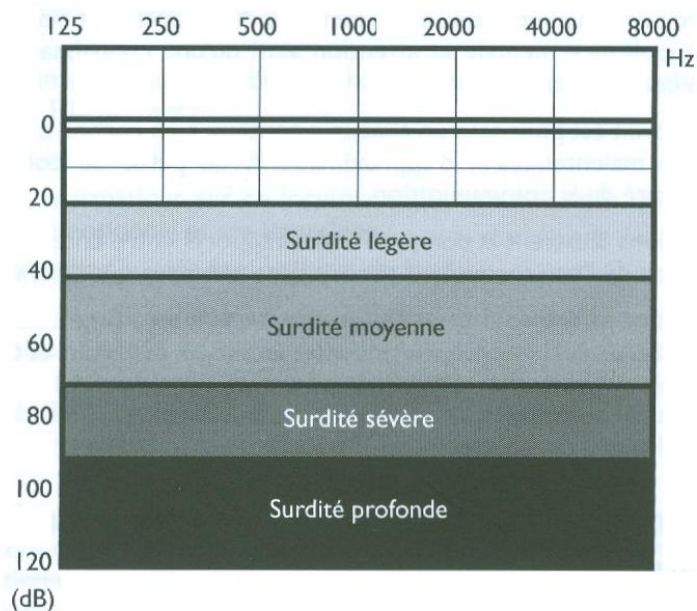 125 250 500 1000 2000 4000 8000
Hz
0
20
Surdité légère
40
Surdité moyenne
60
80
Surdité sévère
100
Surdité profonde
120
(dB)